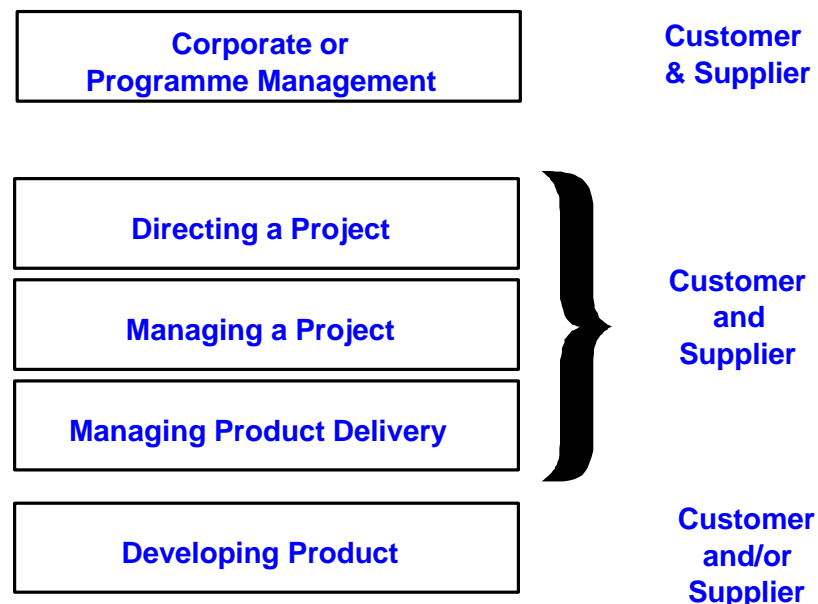 Corporate or
Programme Management
Customer
& Supplier
Directing a Project
Managing a Project
Managing Product Delivery
Customer
and
Supplier
Developing Product
Customer
and/or
Supplier